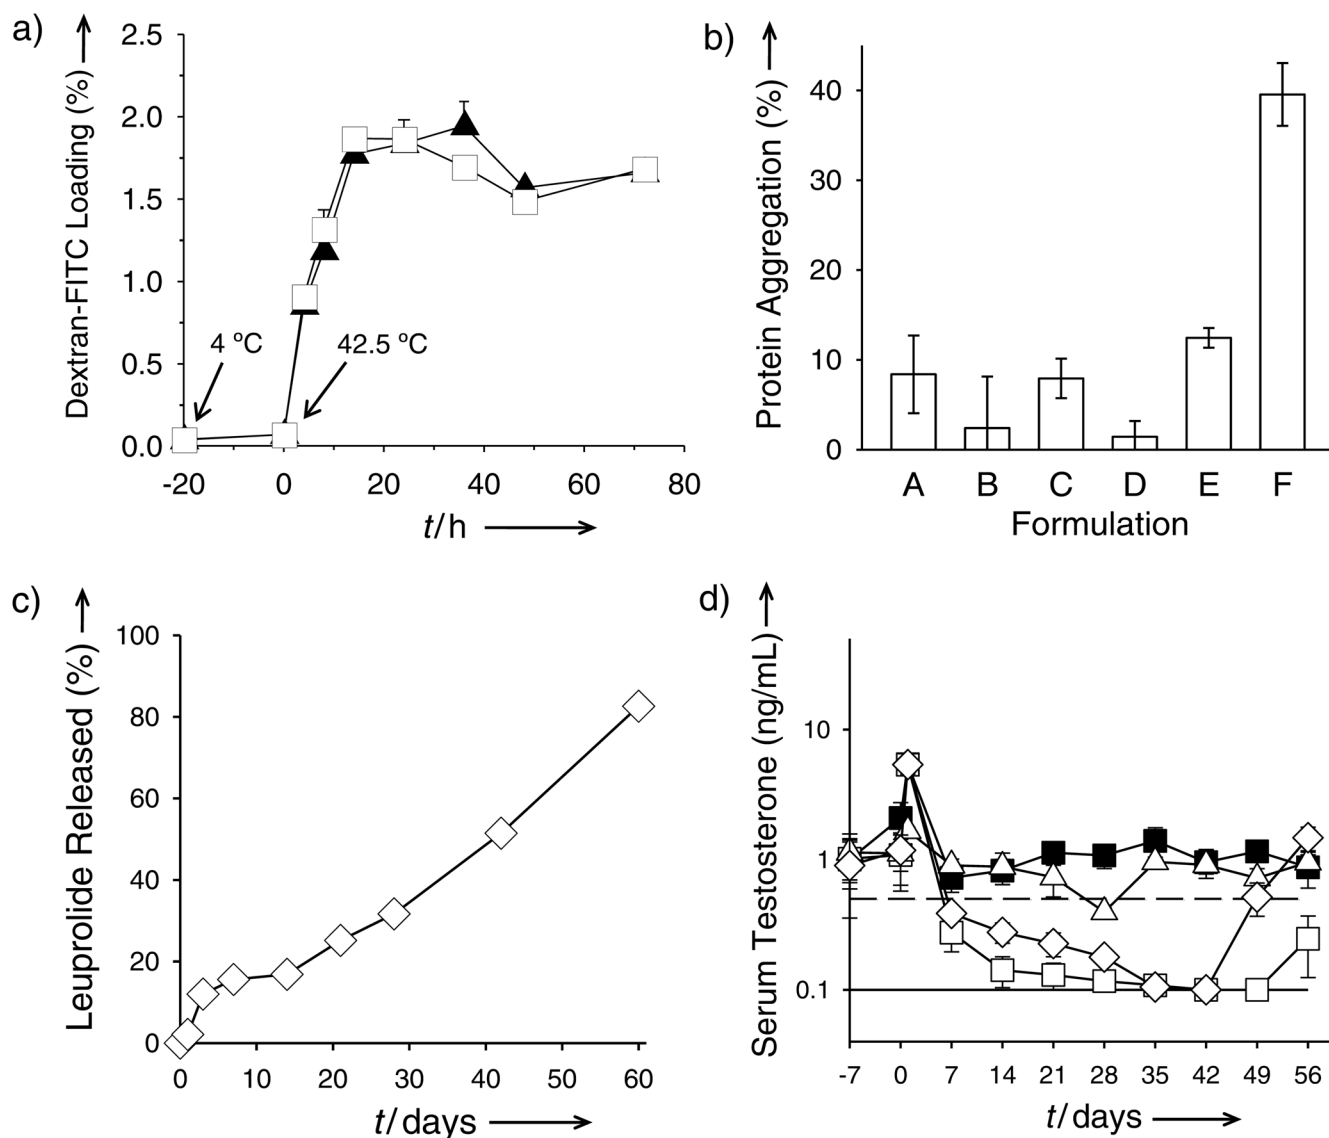 a)
Dextran-FITC Loading (%)
2.5
2.0
1.5
1.0
0.5
0.0
4 ºC
42.5 ºC
-20 0 20 40 60 80
t/h
b)
Protein Aggregation (%)
40
30
20
10
0
A B C D E F
Formulation
c)
Leuprolide Released (%)
100
80
60
40
20
0
0 10 20 30 40 50 60
t/days
d)
Serum Testosterone (ng/mL)
10
1
0.1
-7 0 7 14 21 28 35 42 49 56
t/days